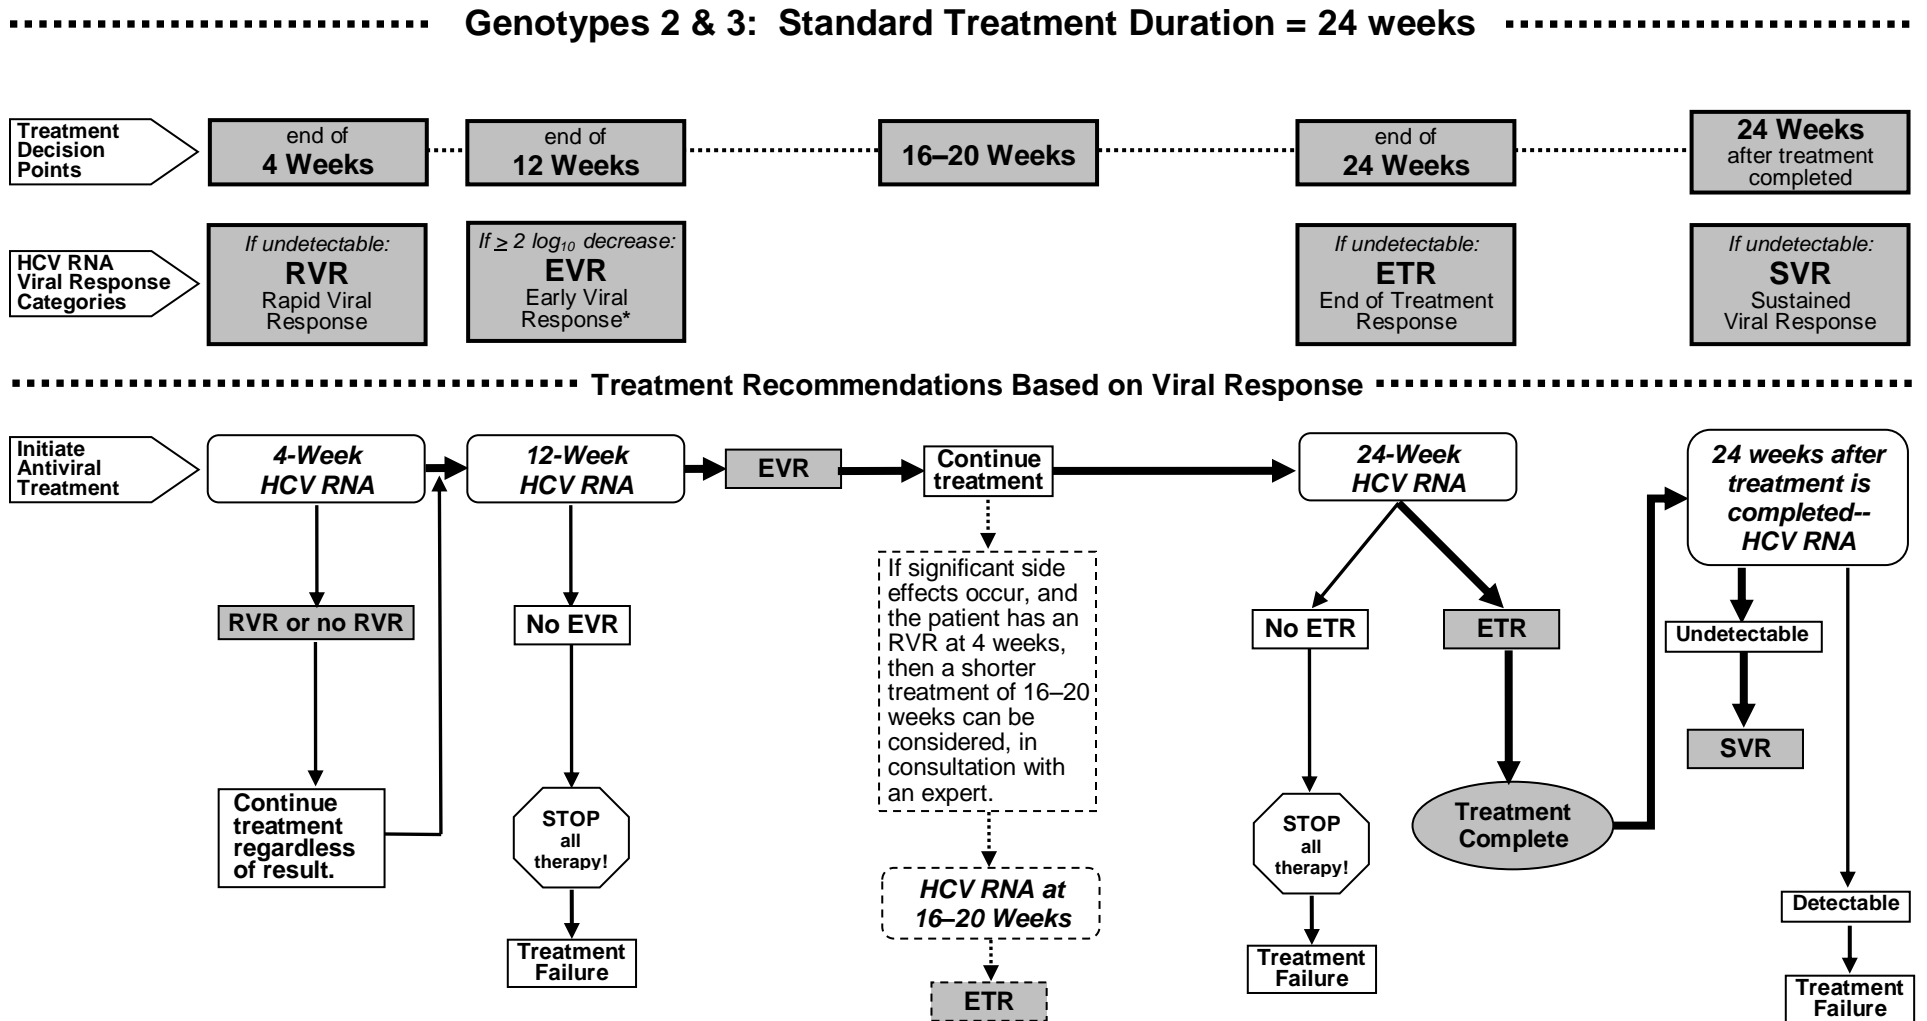 Genotypes 2 & 3: Standard Treatment Duration = 24 weeks
Treatment
Decision
Points
end of
4 Weeks
end of
12 Weeks
16–20 Weeks
end of
24 Weeks
24 Weeks
after treatment
completed
HCV RNA
Viral Response
Categories
If undetectable:
RVR
Rapid Viral
Response
If ≥ 2 log₁₀ decrease:
EVR
Early Viral
Response*
If undetectable:
ETR
End of Treatment
Response
If undetectable:
SVR
Sustained
Viral Response
Treatment Recommendations Based on Viral Response
Initiate
Antiviral
Treatment
4-Week
HCV RNA
12-Week
HCV RNA
EVR
Continue
treatment
24-Week
HCV RNA
24 weeks after
treatment is
completed--
HCV RNA
RVR or no RVR
No EVR
If significant side
effects occur, and
the patient has an
RVR at 4 weeks,
then a shorter
treatment of 16–20
weeks can be
considered, in
consultation with
an expert.
No ETR
ETR
Undetectable
SVR
Continue
treatment
regardless
of result.
STOP
all
therapy!
STOP
all
therapy!
Treatment
Complete
HCV RNA at
16–20 Weeks
Detectable
Treatment
Failure
ETR
Treatment
Failure
Treatment
Failure